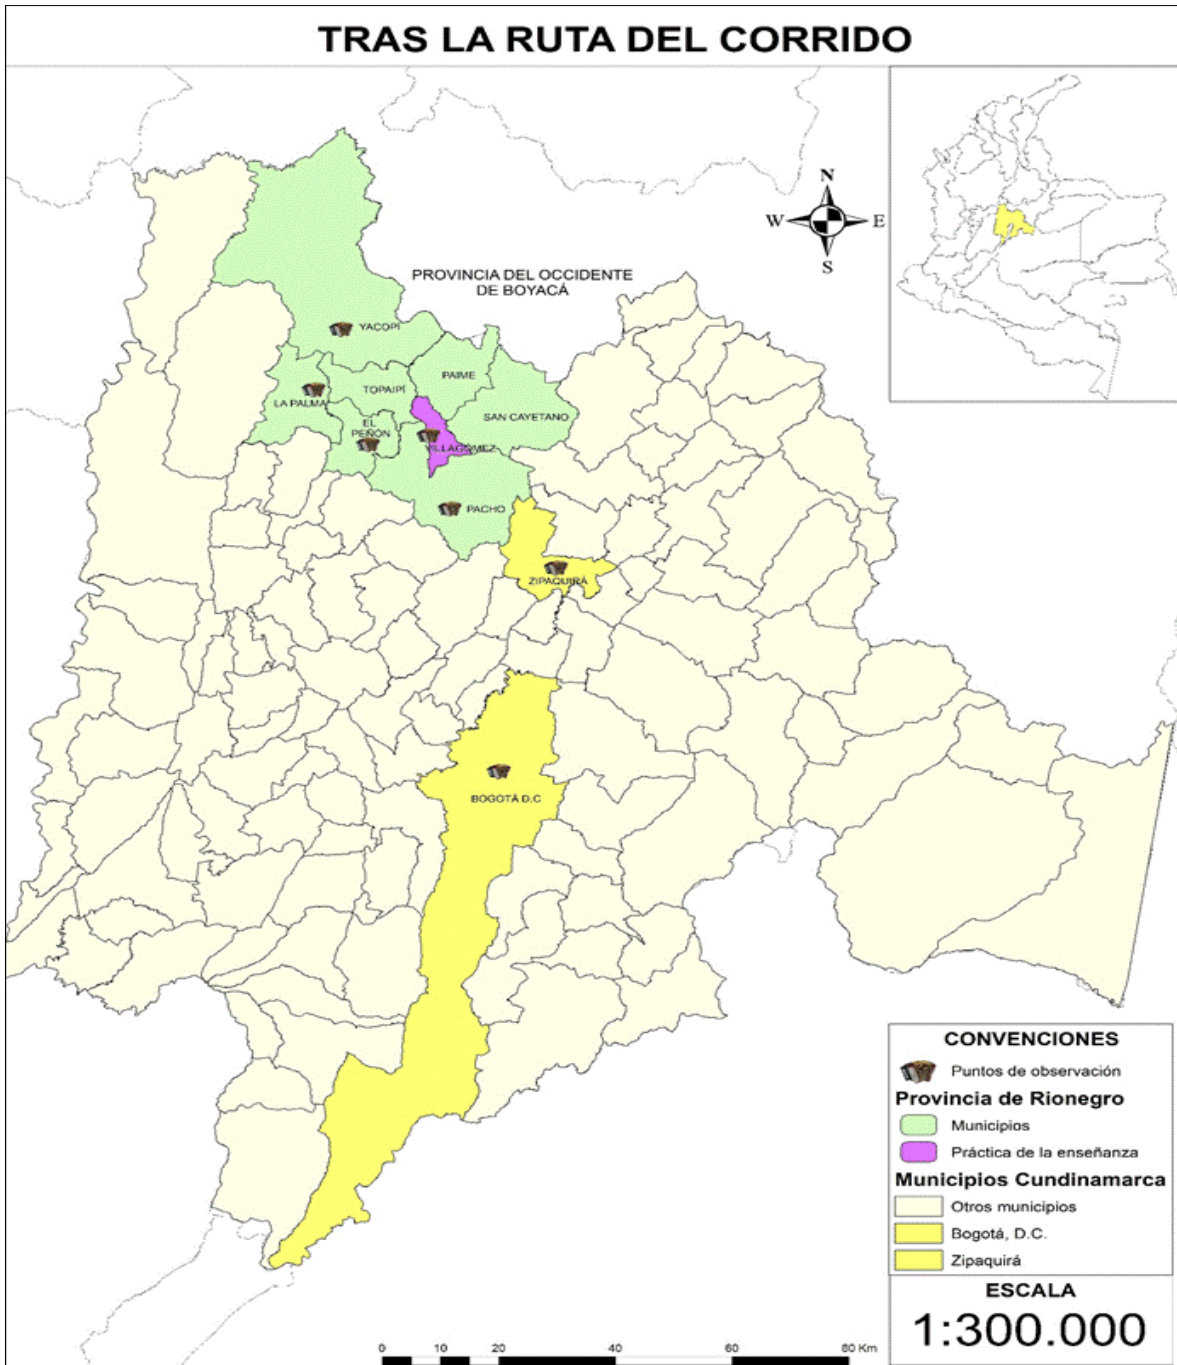 TRAS LA RUTA DEL CORRIDO
N
W
E
S
PROVINCIA DEL OCCIDENTE
DE BOYACÁ
YACOPÍ
PAIME
TOPAIPÍ
LA PALMA
SAN CAYETANO
EL
PEÑÓN
VILLAGÓMEZ
PACHO
ZIPAQUIRÁ
BOGOTÁ D.C
CONVENCIONES
Puntos de observación
Provincia de Rionegro
Municipios
Práctica de la enseñanza
Municipios Cundinamarca
Otros municipios
Bogotá, D.C.
Zipaquirá
ESCALA
1:300.000
0 10 20 40 60 80 Km